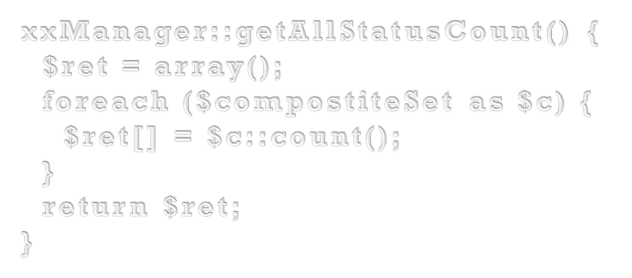 xxManager::getAllStatusCount() {
  $ret = array();
  foreach ($compostiteSet as $c) {
    $ret[] = $c::count();
  }
  return $ret;
}